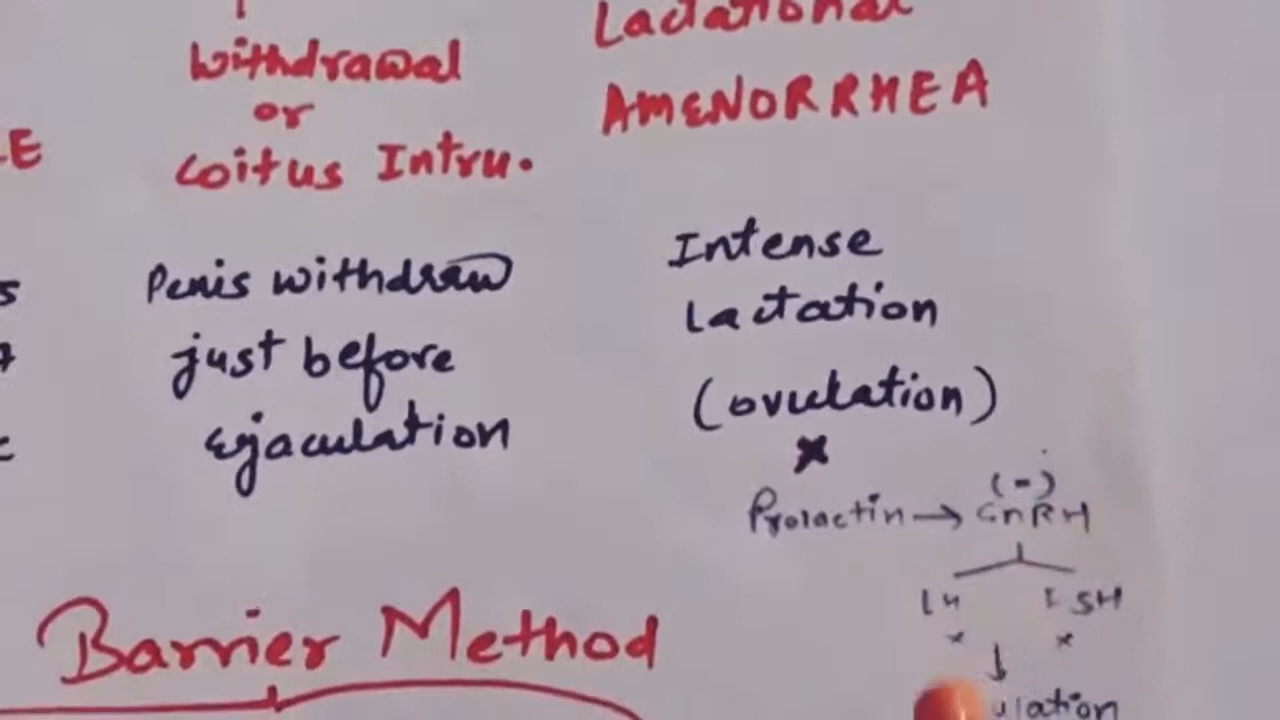 withdrawal
or
Coitus Intru.
Penis withdraw
just before
ejaculation
Lactational
AMENORRHEA
Intense
Lactation
(ovulation)
x
Prolactin → GnRH
(-)
LH FSH
x x
↓
Barrier Method